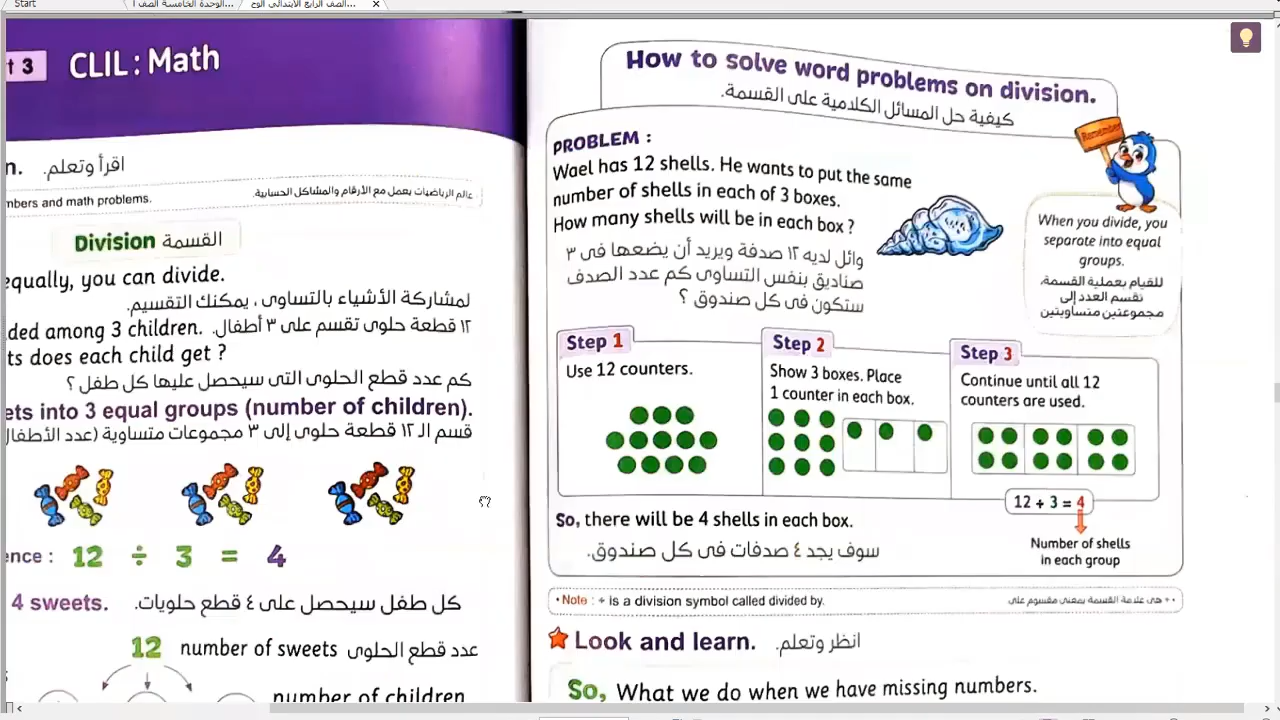 Start
الوحدة الخامسة الصف ا...
الصف الرابع الابتدائي الوح...
3
CLIL : Math
n.
اقرأ وتعلم.
mbers and math problems.
عالم الرياضيات يعمل مع الأرقام والمشاكل الحسابية.
Division القسمة
equally, you can divide.
لمشاركة الأشياء بالتساوى ، يمكنك التقسيم.
ded among 3 children.
١٢ قطعة حلوى تقسم على ٣ أطفال.
ts does each child get ?
كم عدد قطع الحلوى التى سيحصل عليها كل طفل ؟
ets into 3 equal groups (number of children).
قسم الـ ١٢ قطعة حلوى إلى ٣ مجموعات متساوية (عدد الأطفال
ence : 12 ÷ 3 = 4
4 sweets.
كل طفل سيحصل على ٤ قطع حلويات.
12 number of sweets عدد قطع الحلوى
number of children
How to solve word problems on division.
كيفية حل المسائل الكلامية على القسمة.
PROBLEM :
Wael has 12 shells. He wants to put the same
number of shells in each of 3 boxes.
How many shells will be in each box ?
وائل لديه ١٢ صدفة ويريد أن يضعها فى ٣
صناديق بنفس التساوى كم عدد الصدف
ستكون فى كل صندوق ؟
Remember
When you divide, you
separate into equal
groups.
للقيام بعملية القسمة،
نقسم العدد إلى
مجموعتين متساويتين
Step 1
Use 12 counters.
Step 2
Show 3 boxes. Place
1 counter in each box.
Step 3
Continue until all 12
counters are used.
12 ÷ 3 = 4
Number of shells
in each group
So, there will be 4 shells in each box.
سوف يجد ٤ صدفات فى كل صندوق.
• Note : ÷ is a division symbol called divided by.
• ÷ هى علامة القسمة بمعنى مقسوم على
Look and learn.
انظر وتعلم.
So, What we do when we have missing numbers.